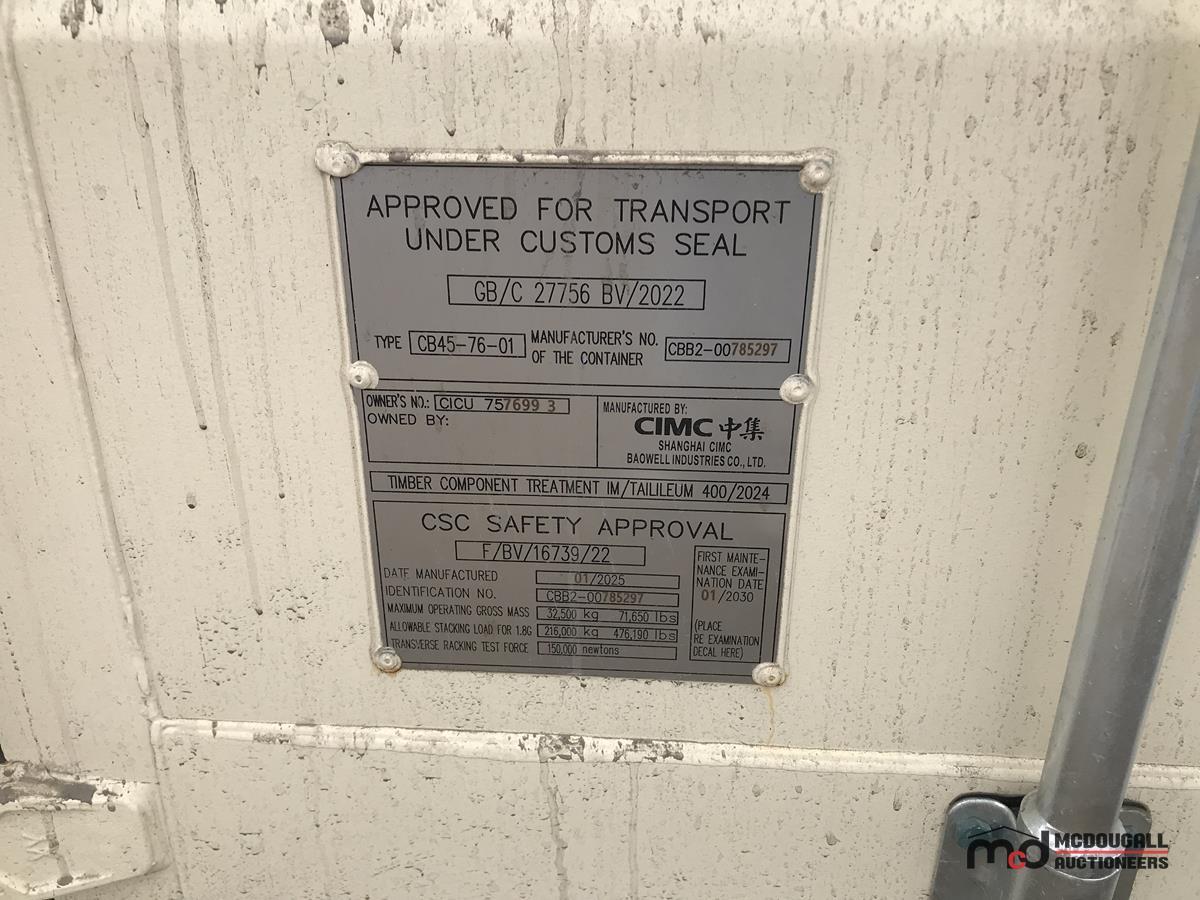 APPROVED FOR TRANSPORT
UNDER CUSTOMS SEAL
GB/C 27756 BV/2022
TYPE CB45-76-01 MANUFACTURER'S NO. OF THE CONTAINER CBB2-00785297
OWNER'S NO.: CICU 757699 3
OWNED BY:
MANUFACTURED BY:
CIMC 中集
SHANGHAI CIMC
BAOWELL INDUSTRIES CO., LTD.
TIMBER COMPONENT TREATMENT IM/TAILILEUM 400/2024
CSC SAFETY APPROVAL
F/BV/16739/22
DATE MANUFACTURED 01/2025
IDENTIFICATION NO. CBB2-00785297
MAXIMUM OPERATING GROSS MASS 32,500 kg 71,650 lbs
ALLOWABLE STACKING LOAD FOR 1.8G 216,000 kg 476,190 lbs
TRANSVERSE RACKING TEST FORCE 150,000 newtons
FIRST MAINTE-
NANCE EXAMI-
NATION DATE
01/2030
(PLACE
RE EXAMINATION
DECAL HERE)
mcd MCDOUGALL
AUCTIONEERS